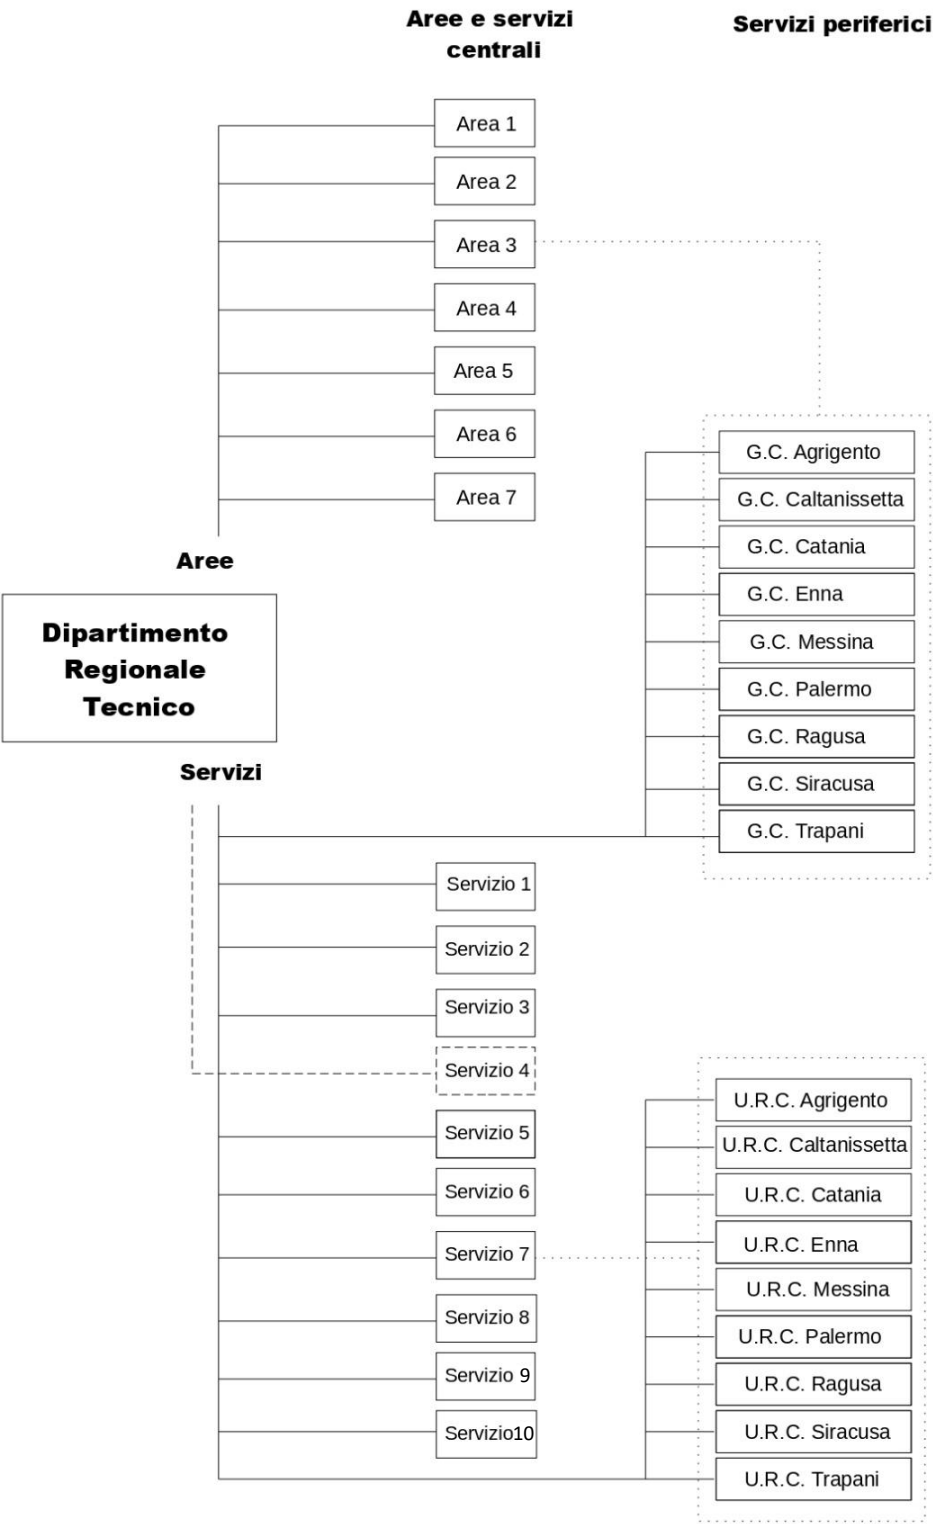 Aree e servizi
centrali
Servizi periferici
Area 1
Area 2
Area 3
Area 4
Area 5
Area 6
Area 7
G.C. Agrigento
G.C. Caltanissetta
G.C. Catania
G.C. Enna
G.C. Messina
G.C. Palermo
G.C. Ragusa
G.C. Siracusa
G.C. Trapani
Aree
Dipartimento
Regionale
Tecnico
Servizi
Servizio 1
Servizio 2
Servizio 3
Servizio 4
Servizio 5
Servizio 6
Servizio 7
Servizio 8
Servizio 9
Servizio10
U.R.C. Agrigento
U.R.C. Caltanissetta
U.R.C. Catania
U.R.C. Enna
U.R.C. Messina
U.R.C. Palermo
U.R.C. Ragusa
U.R.C. Siracusa
U.R.C. Trapani